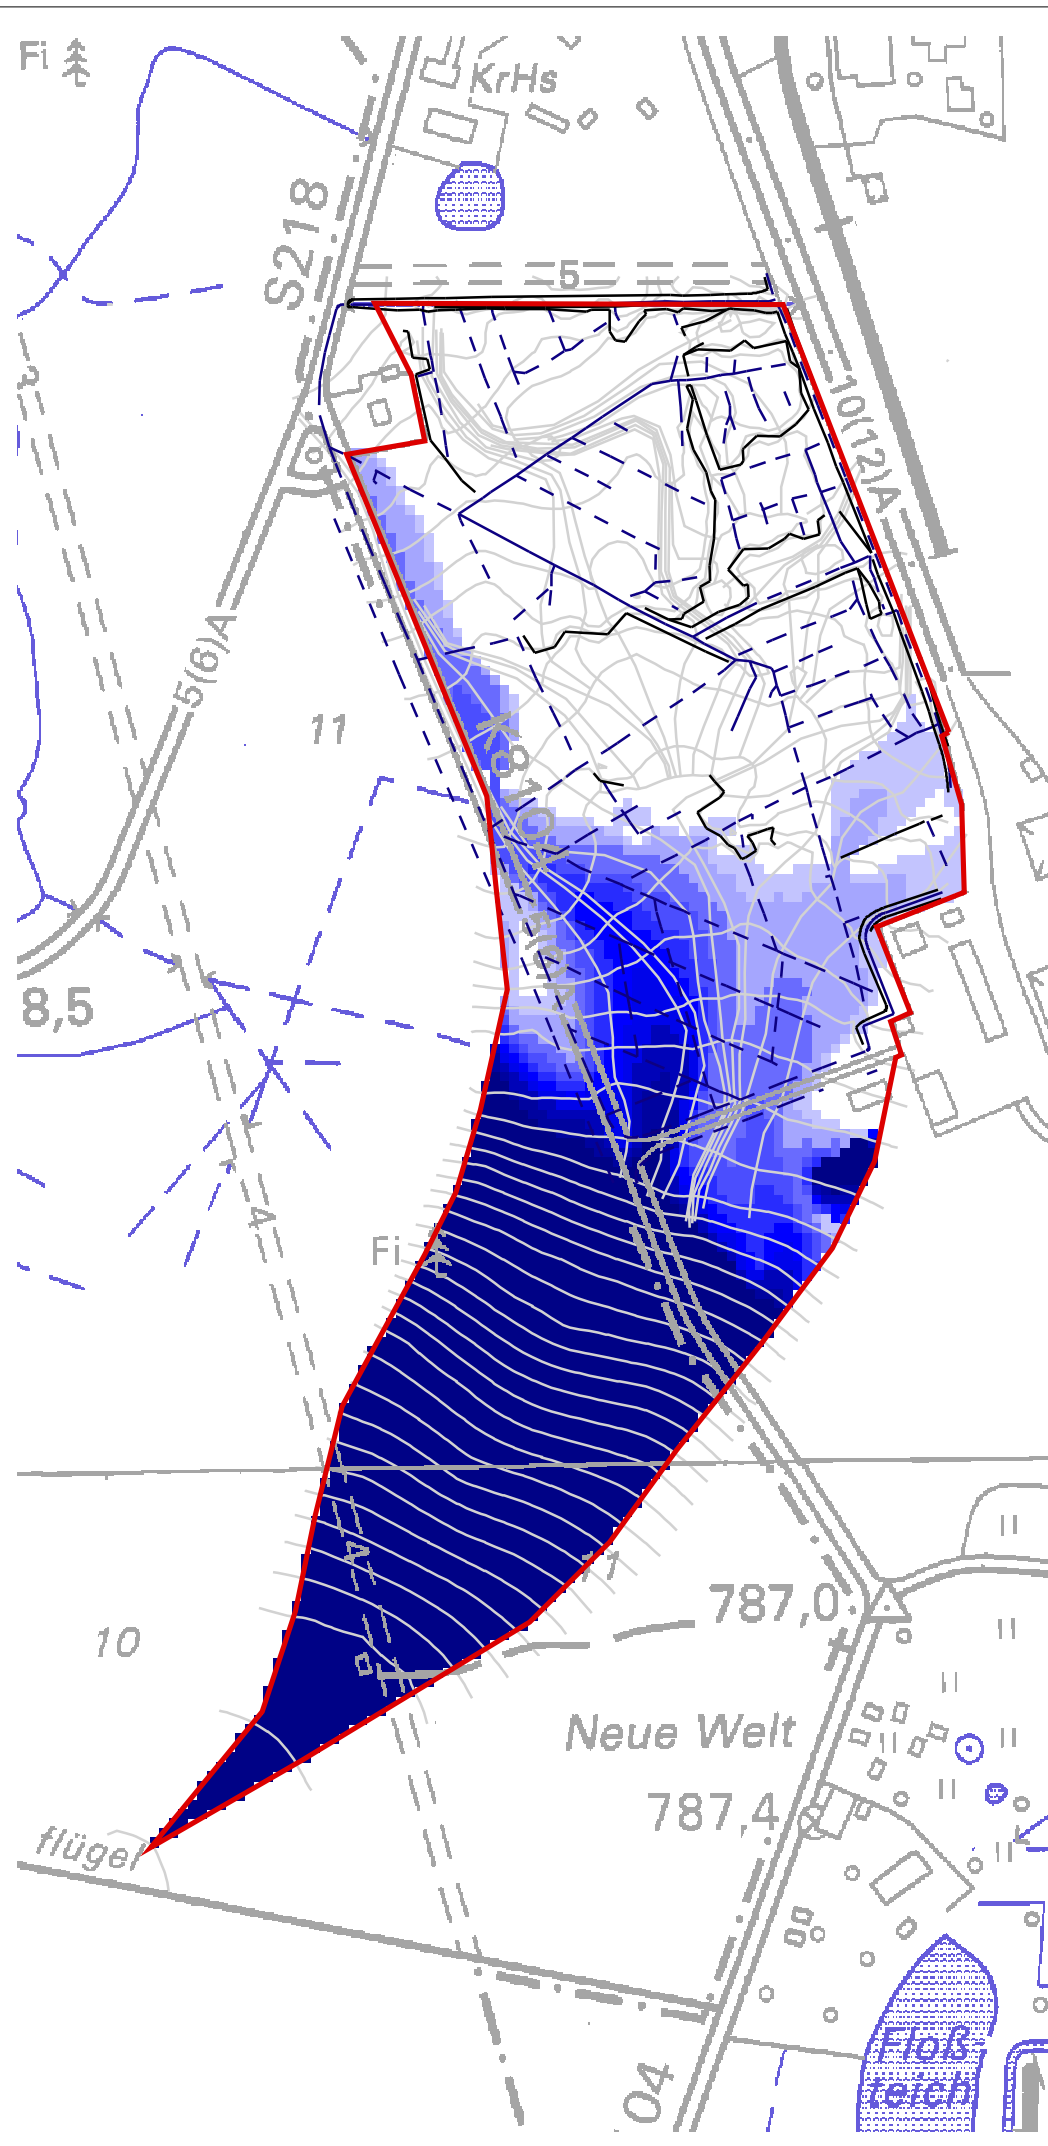 Fi
KrHs
S218
5
10(12)A
5(6)A
11
K8104
8,5
A
Fi
A
787,0
10
Neue Welt
787,4
flügel
Floß-
teich
04